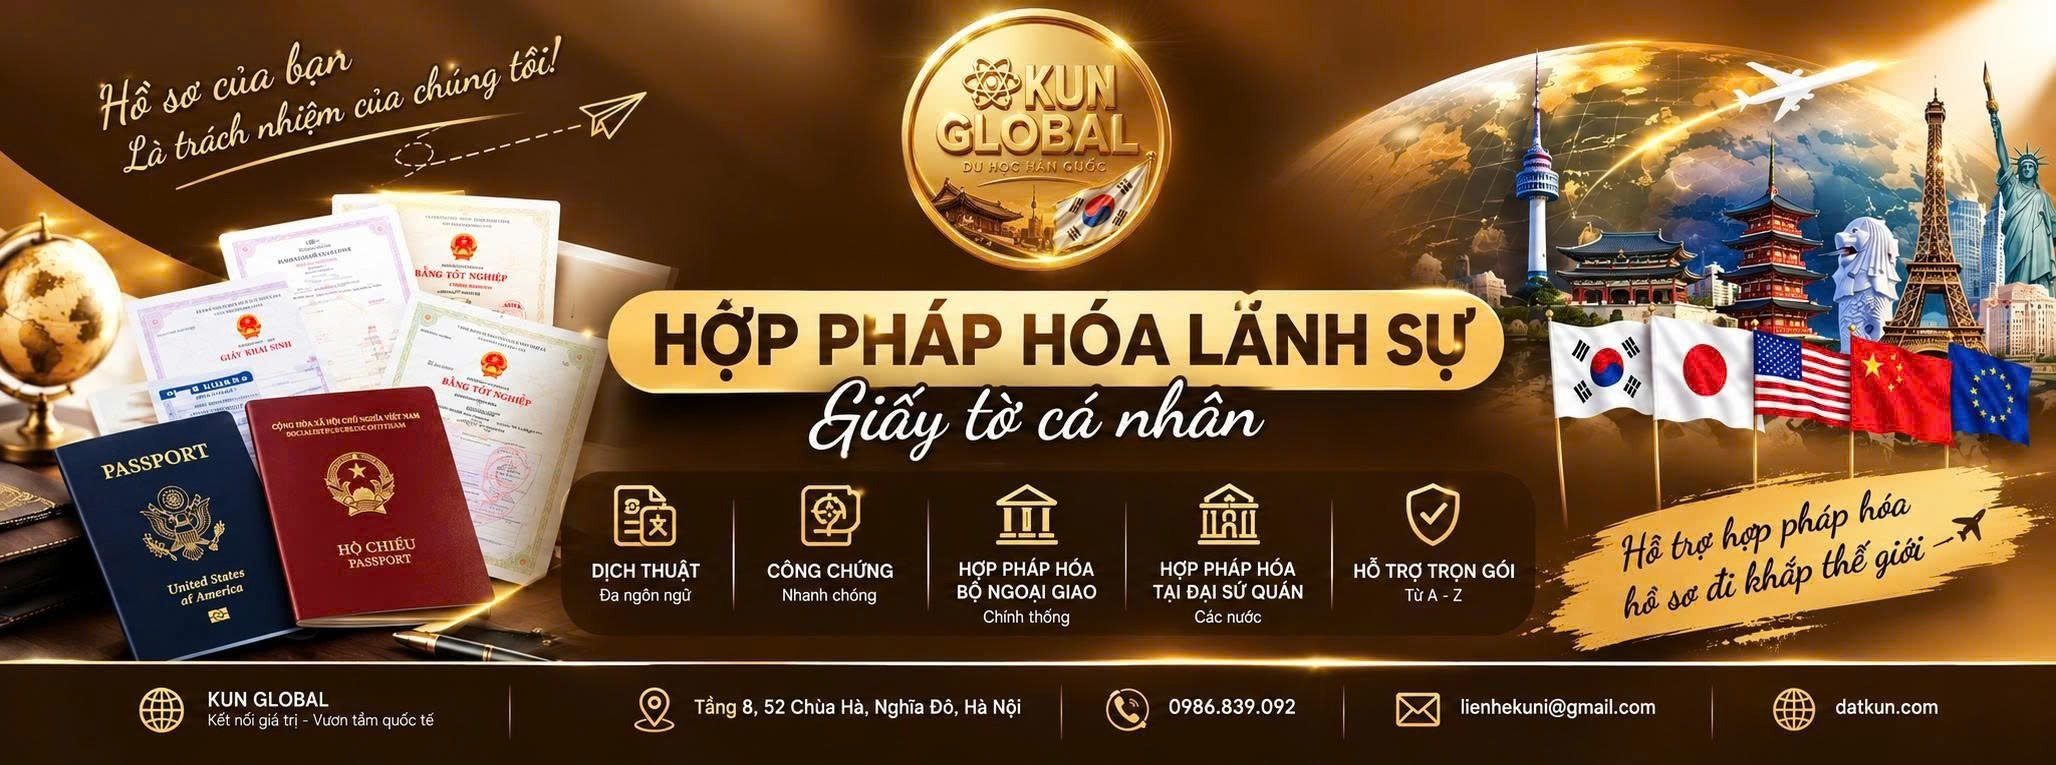 Hồ sơ của bạn
Là trách nhiệm của chúng tôi!
KUN
GLOBAL
DU HỌC HÀN QUỐC
BẰNG TỐT NGHIỆP
GIẤY KHAI SINH
BẰNG TỐT NGHIỆP
PASSPORT
United States
of America
CỘNG HÒA XÃ HỘI CHỦ NGHĨA VIỆT NAM
HỘ CHIẾU
PASSPORT
HỢP PHÁP HÓA LÃNH SỰ
Giấy tờ cá nhân
DỊCH THUẬT
Đa ngôn ngữ
CÔNG CHỨNG
Nhanh chóng
HỢP PHÁP HÓA
BỘ NGOẠI GIAO
Chính thống
HỢP PHÁP HÓA
TẠI ĐẠI SỨ QUÁN
Các nước
HỖ TRỢ TRỌN GÓI
Từ A - Z
Hỗ trợ hợp pháp hóa
hồ sơ đi khắp thế giới
KUN GLOBAL
Kết nối giá trị - Vươn tầm quốc tế
Tầng 8, 52 Chùa Hà, Nghĩa Đô, Hà Nội
0986.839.092
lienhekuni@gmail.com
datkun.com